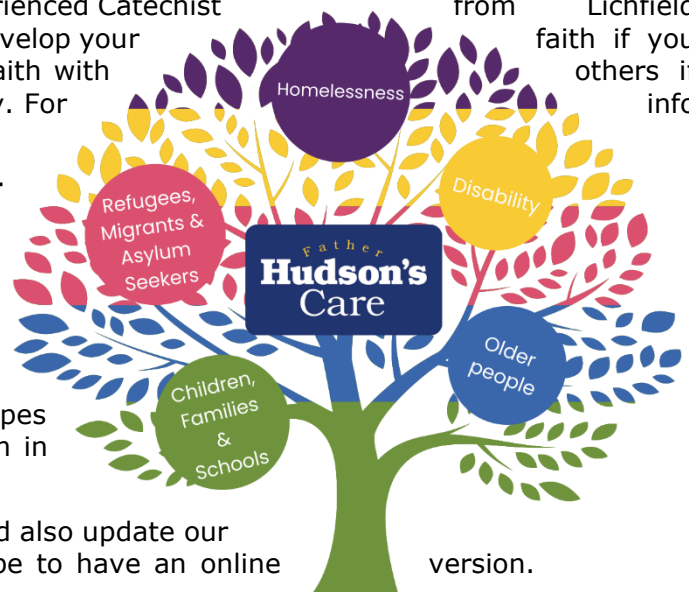 rienced Catechist from Lichfield
velop your faith if you
aith with others if
y. For info
.
Homelessness
Disability
Refugees,
Migrants &
Asylum
Seekers
Father
Hudson's
Care
Older
people
Children,
Families
&
Schools
pes
n in
d also update our
be to have an online version.